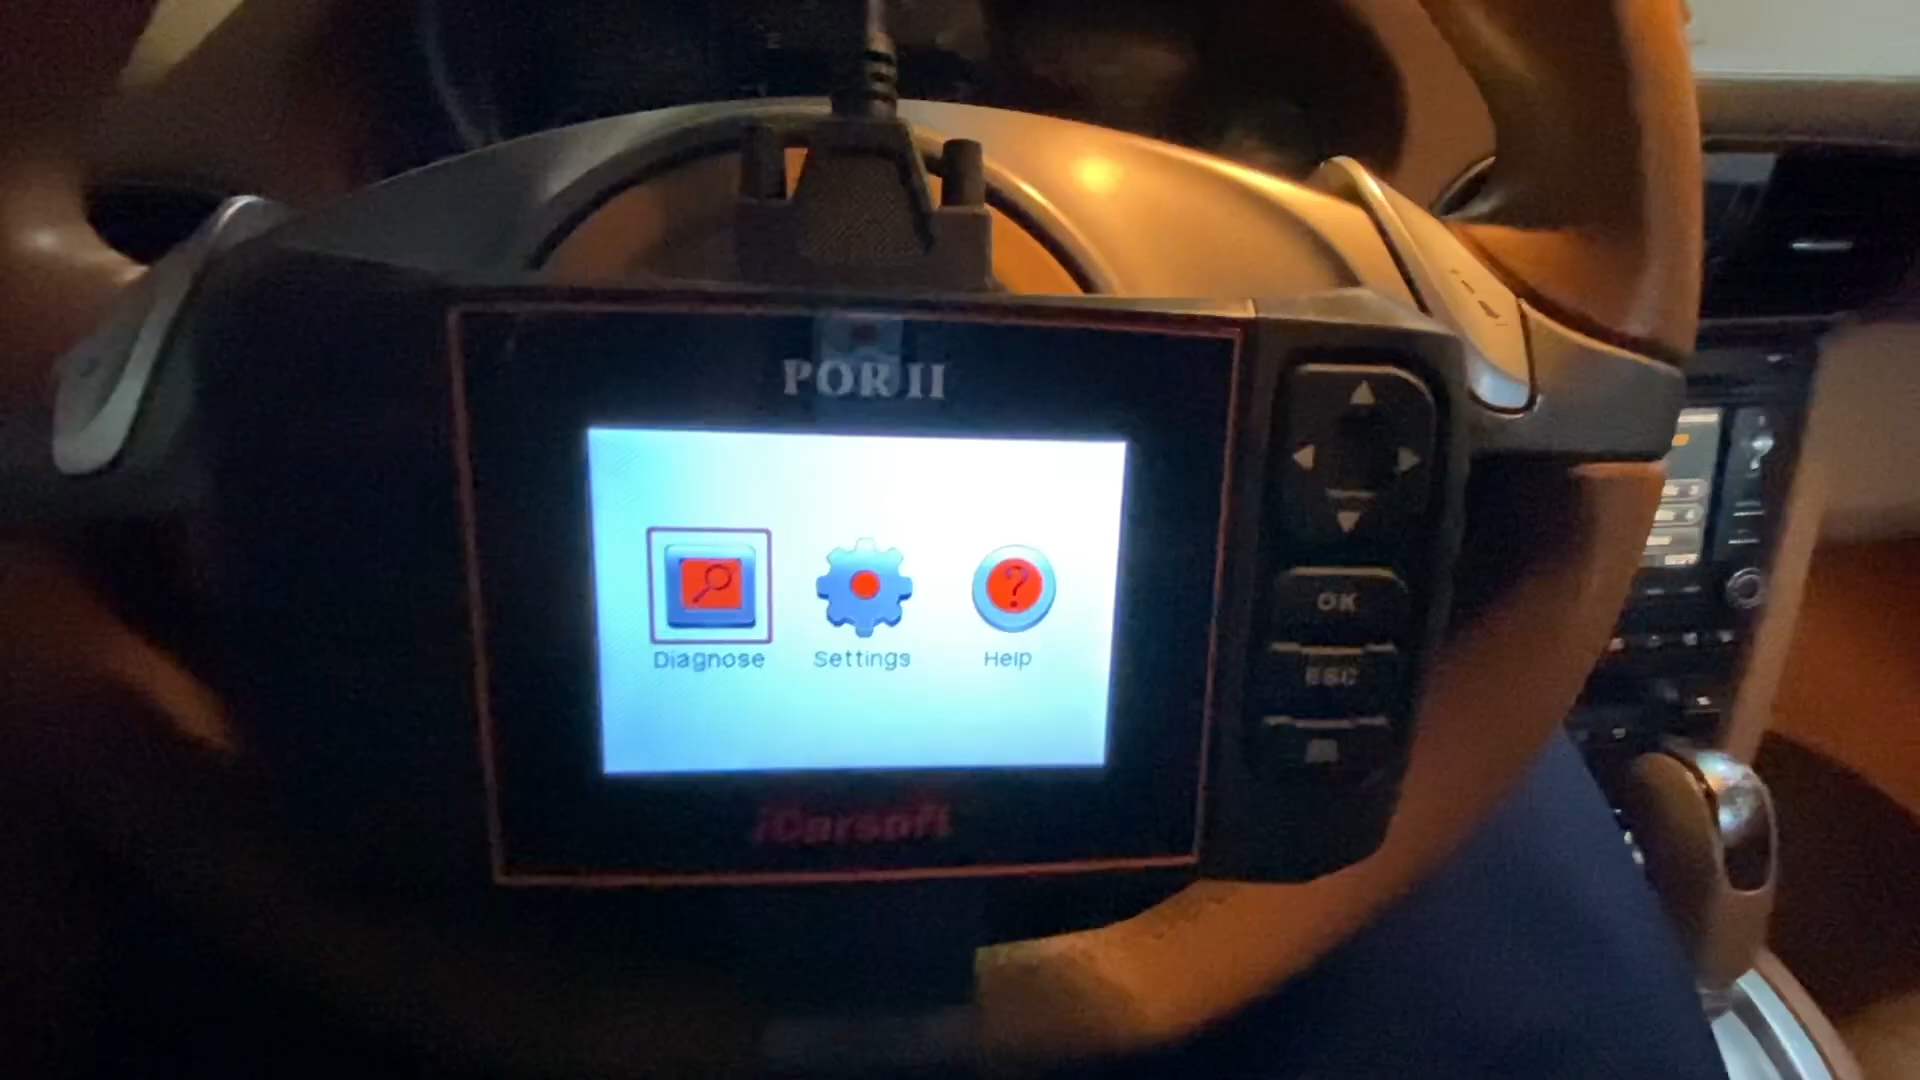 POR II
Diagnose
Settings
Help
OK
ESC
iCarsoft